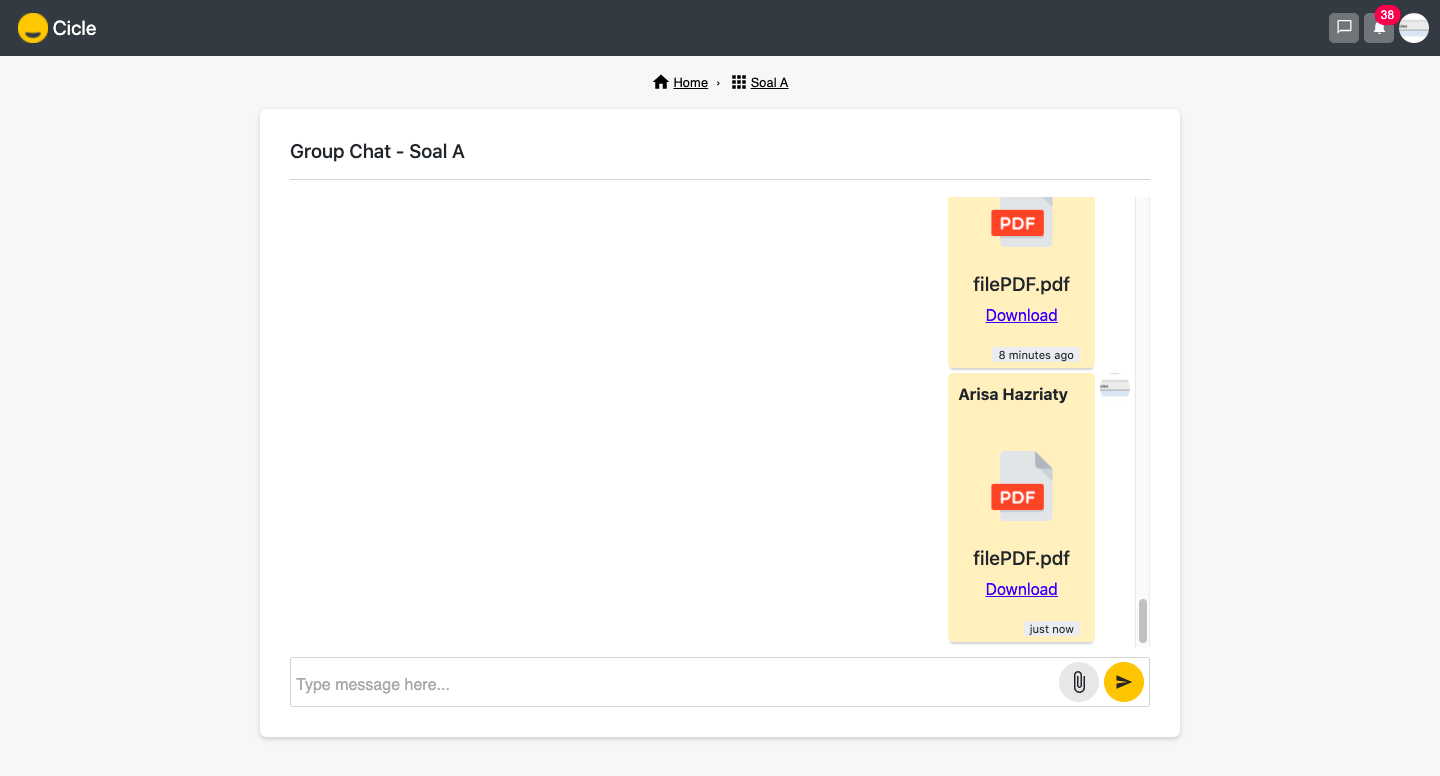 Cicle
38
Home › Soal A
Group Chat - Soal A
PDF
filePDF.pdf
Download
8 minutes ago
Arisa Hazriaty
PDF
filePDF.pdf
Download
just now
Type message here...